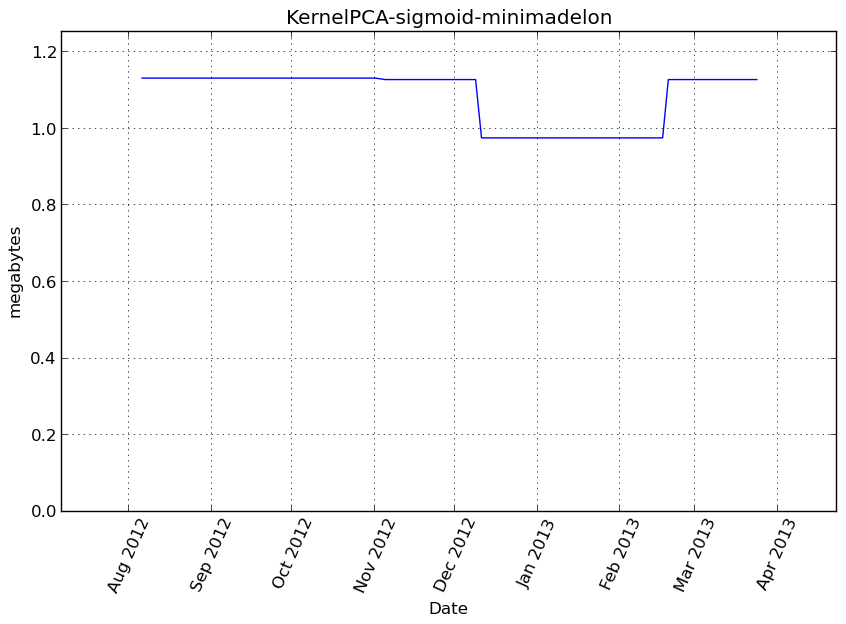 KernelPCA-sigmoid-minimadelon
1.2
1.0
0.8
0.6
0.4
0.2
0.0
megabytes
Aug 2012
Sep 2012
Oct 2012
Nov 2012
Dec 2012
Jan 2013
Feb 2013
Mar 2013
Apr 2013
Date